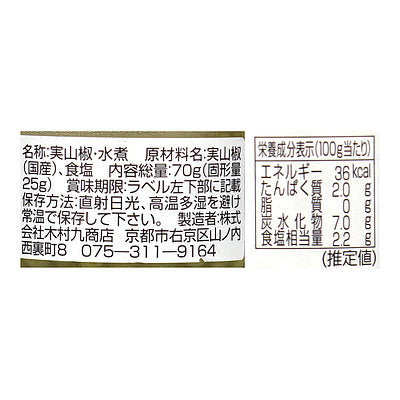 名称:実山椒・水煮 原材料名:実山椒
(国産)、食塩 内容総量:70g(固形量
25g) 賞味期限:ラベル左下部に記載
保存方法:直射日光、高温多湿を避け
常温で保存して下さい。 製造者:株式
会社木村九商店 京都市右京区山ノ内
西裏町8 075-311-9164
栄養成分表示(100g当たり)
エネルギー 36kcal
たんぱく質 2.0 g
脂質 0 g
炭水化物 7.0 g
食塩相当量 2.2 g
(推定値)